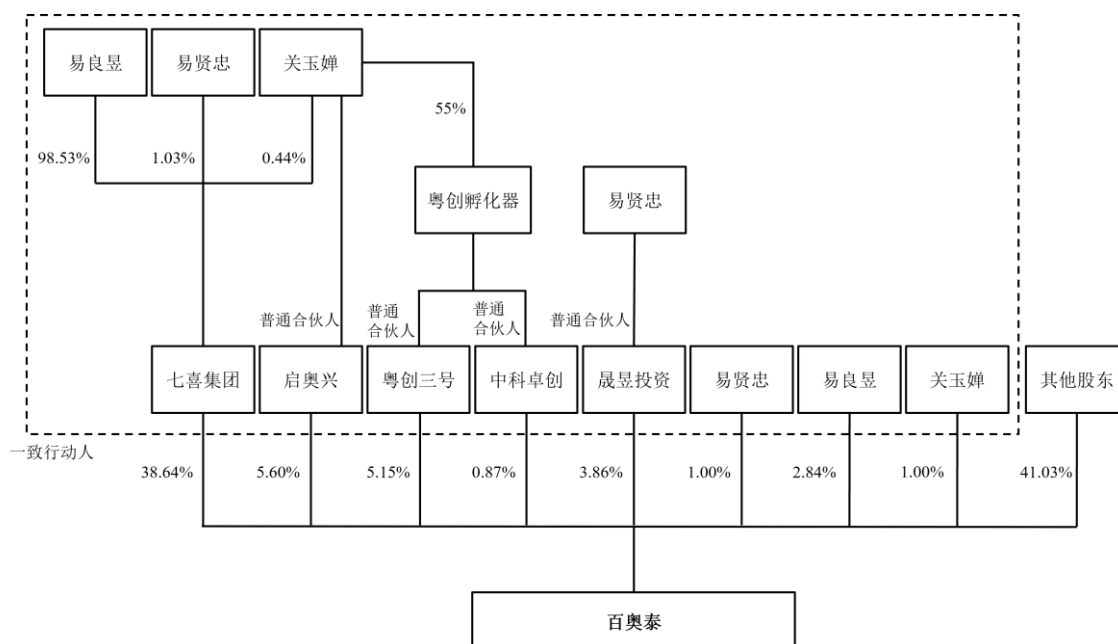 易良昱
易贤忠
关玉婵
55%
98.53%
1.03%
0.44%
粤创孵化器
易贤忠
普通合伙人
普通
合伙人
普通
合伙人
普通合伙人
七喜集团
启奥兴
粤创三号
中科卓创
晟昱投资
易贤忠
易良昱
关玉婵
其他股东
一致行动人
38.64%
5.60%
5.15%
0.87%
3.86%
1.00%
2.84%
1.00%
41.03%
百奥泰